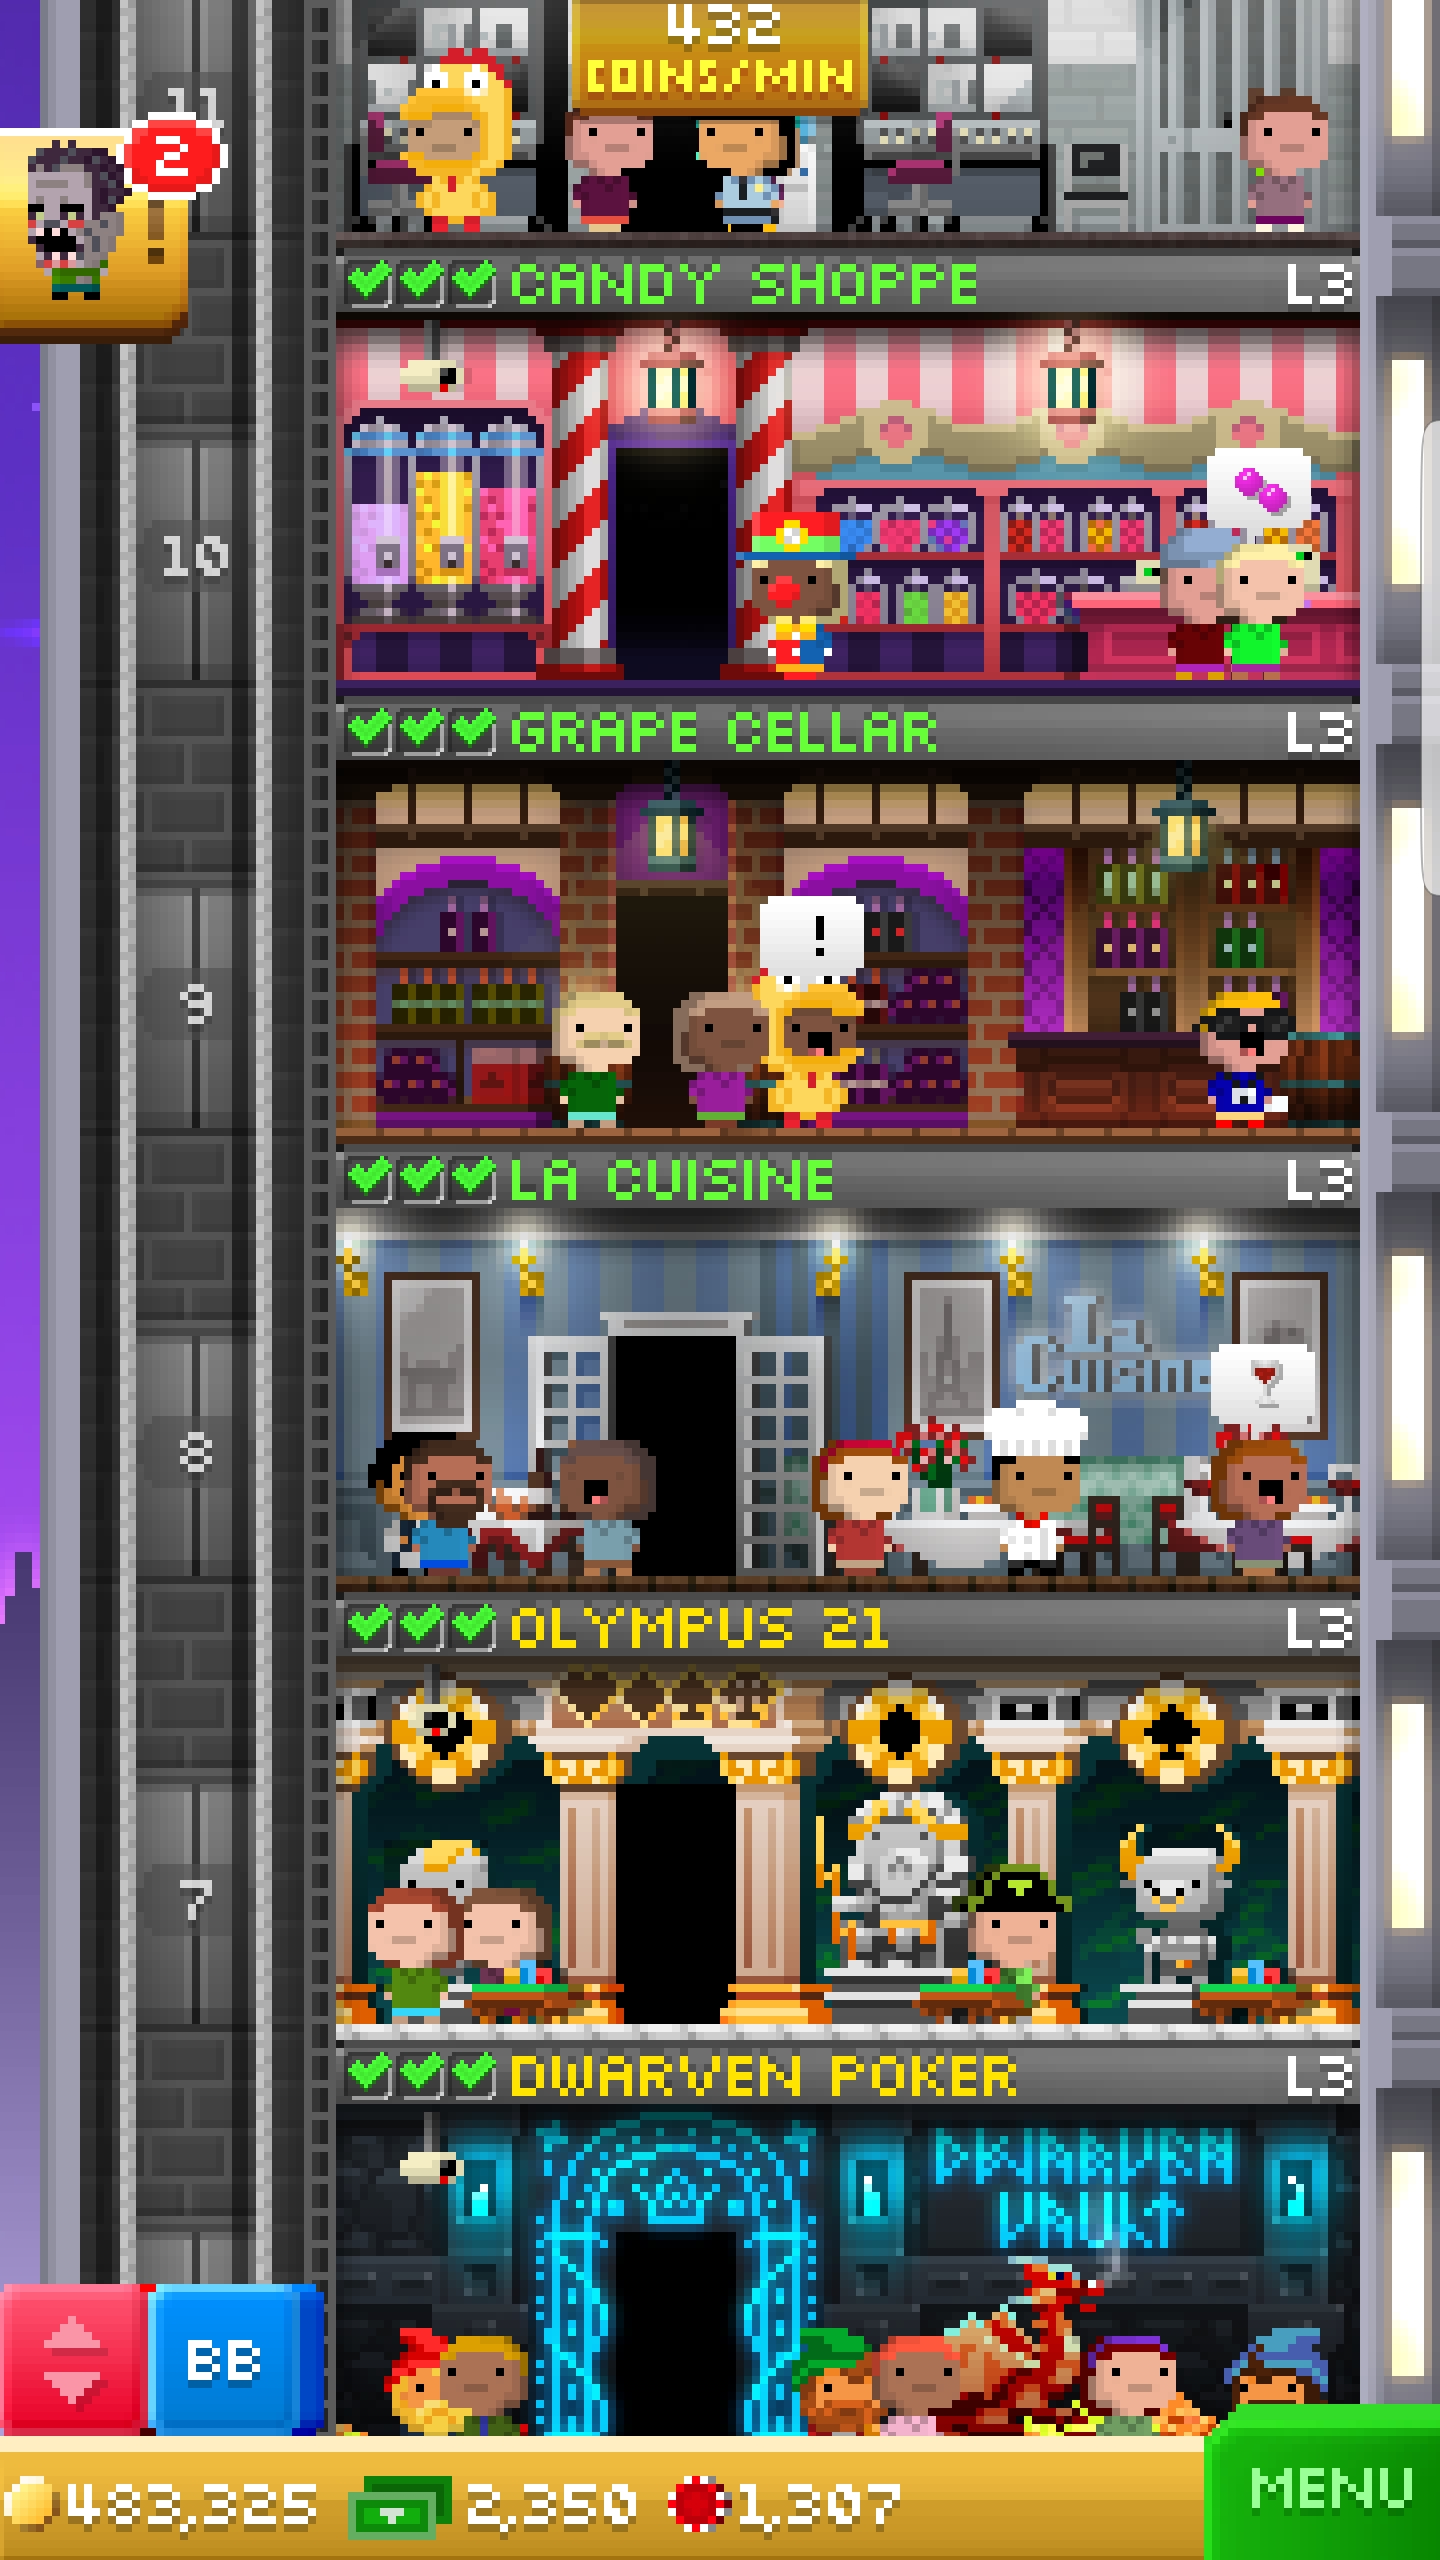 432
COINS/MIN
11
2
!
CANDY SHOPPE L3
10
GRAPE CELLAR L3
!
9
LA CUISINE L3
La
Cuisine
8
OLYMPUS 21 L3
7
DWARVEN POKER L3
DWARVEN
VAULT
BB
483,325 2,350 1,307
MENU